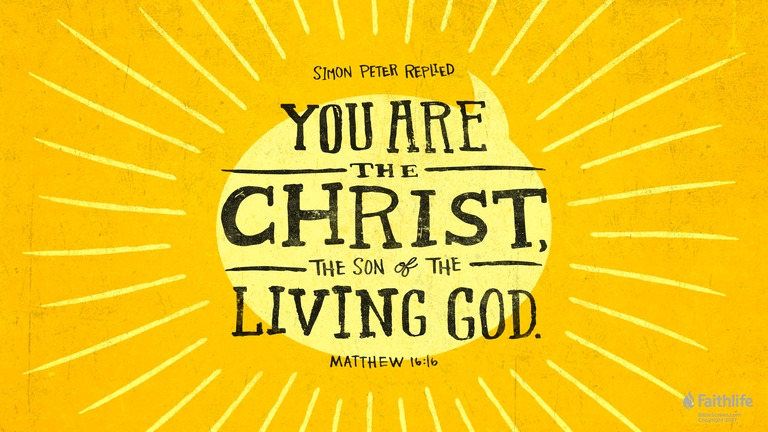 SIMON PETER REPLIED
YOU ARE
THE
CHRIST,
THE SON of THE
LIVING GOD.
MATTHEW 16:16
Faithlife